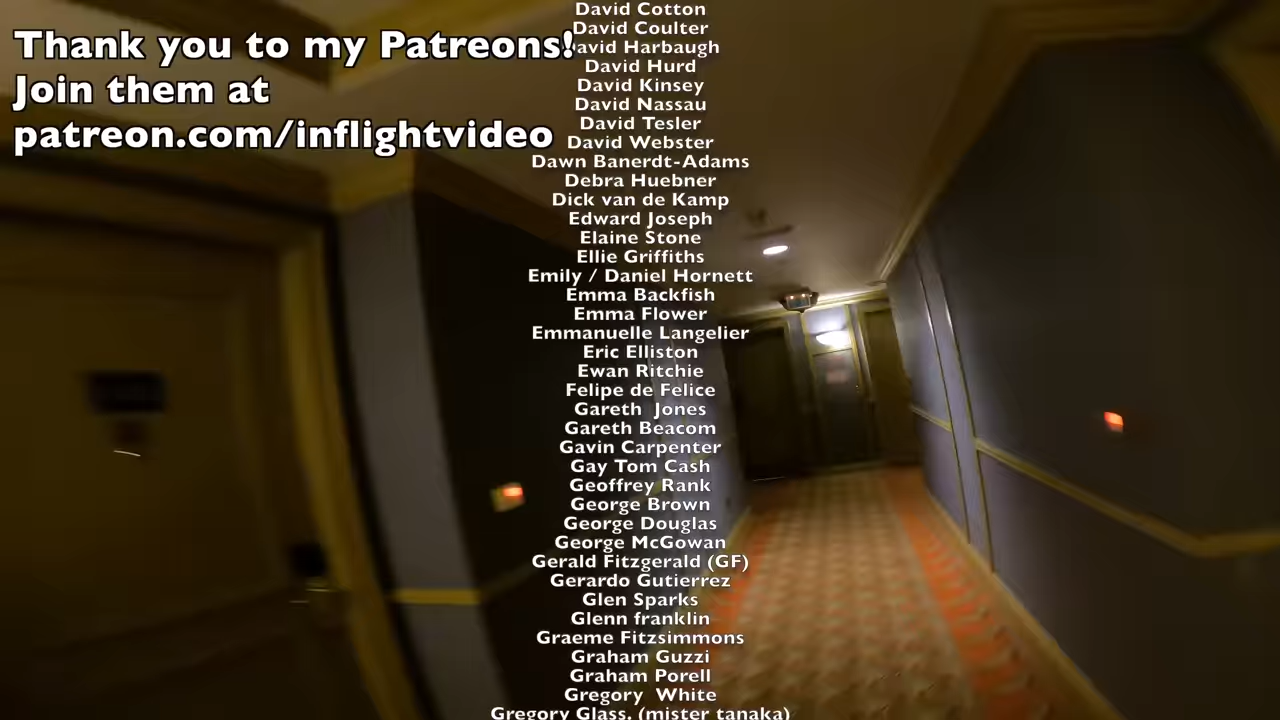 Thank you to my Patreons!
Join them at
patreon.com/inflightvideo
David Cotton
David Coulter
David Harbaugh
David Hurd
David Kinsey
David Nassau
David Tesler
David Webster
Dawn Banerdt-Adams
Debra Huebner
Dick van de Kamp
Edward Joseph
Elaine Stone
Ellie Griffiths
Emily / Daniel Hornett
Emma Backfish
Emma Flower
Emmanuelle Langelier
Eric Elliston
Ewan Ritchie
Felipe de Felice
Gareth  Jones
Gareth Beacom
Gavin Carpenter
Gay Tom Cash
Geoffrey Rank
George Brown
George Douglas
George McGowan
Gerald Fitzgerald (GF)
Gerardo Gutierrez
Glen Sparks
Glenn franklin
Graeme Fitzsimmons
Graham Guzzi
Graham Porell
Gregory  White
Gregory Glass. (mister tanaka)